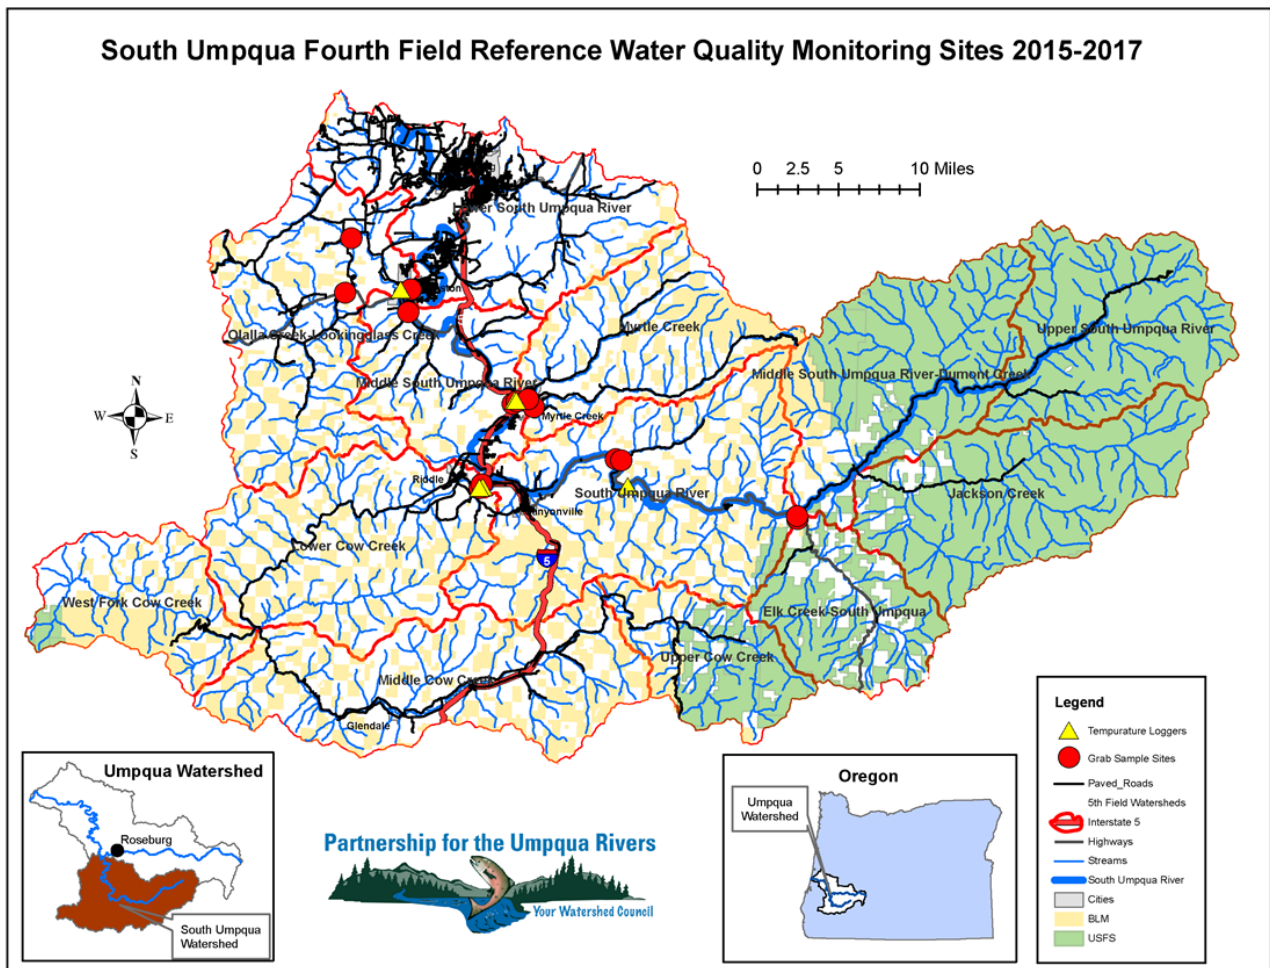 South Umpqua Fourth Field Reference Water Quality Monitoring Sites 2015-2017
0 2.5 5 10 Miles
Lower South Umpqua River
Olalla Creek-Lookingglass Creek
Myrtle Creek
Upper South Umpqua River
Middle South Umpqua River-Dumont Creek
Middle South Umpqua River
Myrtle Creek
N
W E
S
Riddle
South Umpqua River
Jackson Creek
Lower Cow Creek
5
West Fork Cow Creek
Elk Creek-South Umpqua
Upper Cow Creek
Middle Cow Creek
Glendale
Legend
Tempurature Loggers
Grab Sample Sites
Paved_Roads
5th Field Watersheds
Interstate 5
Highways
Streams
South Umpqua River
Cities
BLM
USFS
Umpqua Watershed
Roseburg
South Umpqua
Watershed
Partnership for the Umpqua Rivers
Your Watershed Council
Oregon
Umpqua
Watershed